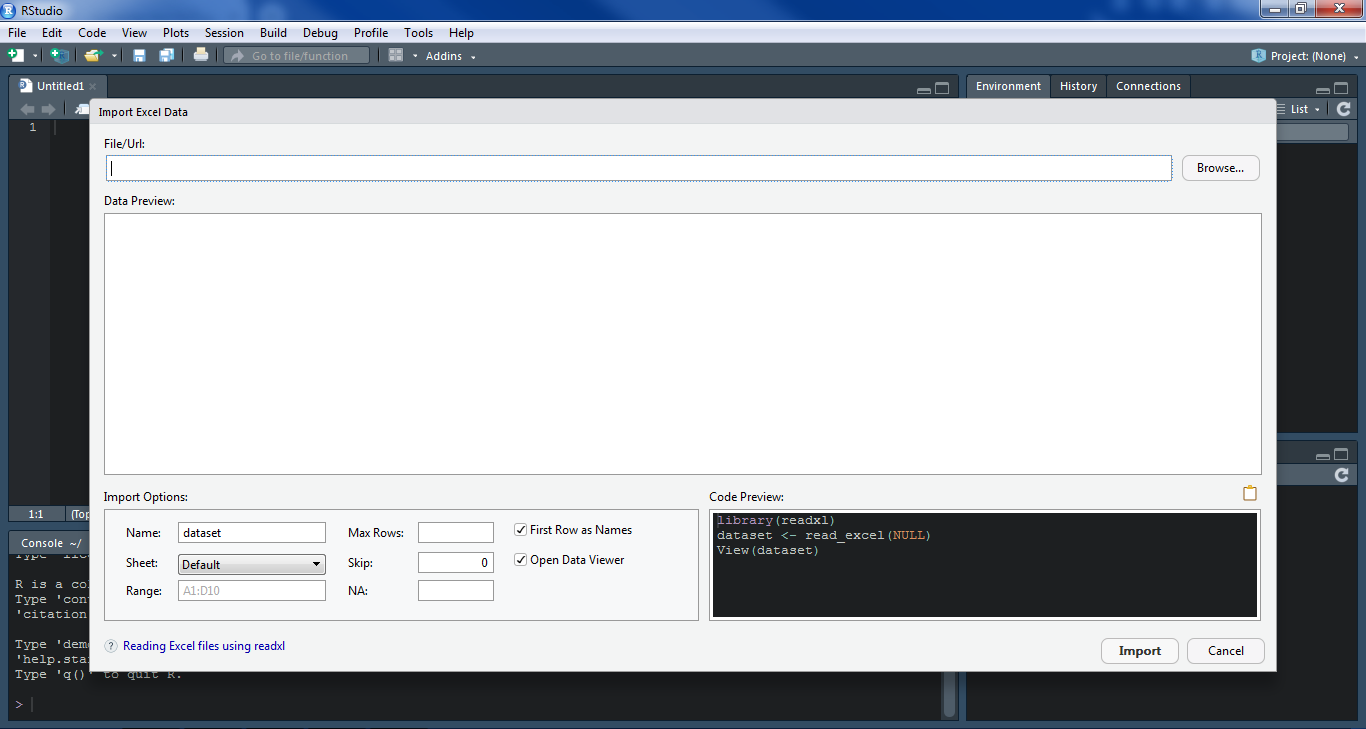 RStudio
File Edit Code View Plots Session Build Debug Profile Tools Help
Go to file/function Addins Project: (None)
Untitled1 Environment History Connections
List
1
Import Excel Data
File/Url:
Browse...
Data Preview:
Import Options:
Name: dataset Max Rows: First Row as Names
Sheet: Default Skip: 0 Open Data Viewer
Range: A1:D10 NA:
Code Preview:
library(readxl)
dataset <- read_excel(NULL)
View(dataset)
? Reading Excel files using readxl
Import Cancel
1:1 (Top
Console ~/
R is a co
Type 'con
'citation
Type 'dem
'help.sta
Type 'q()' to quit R.
>